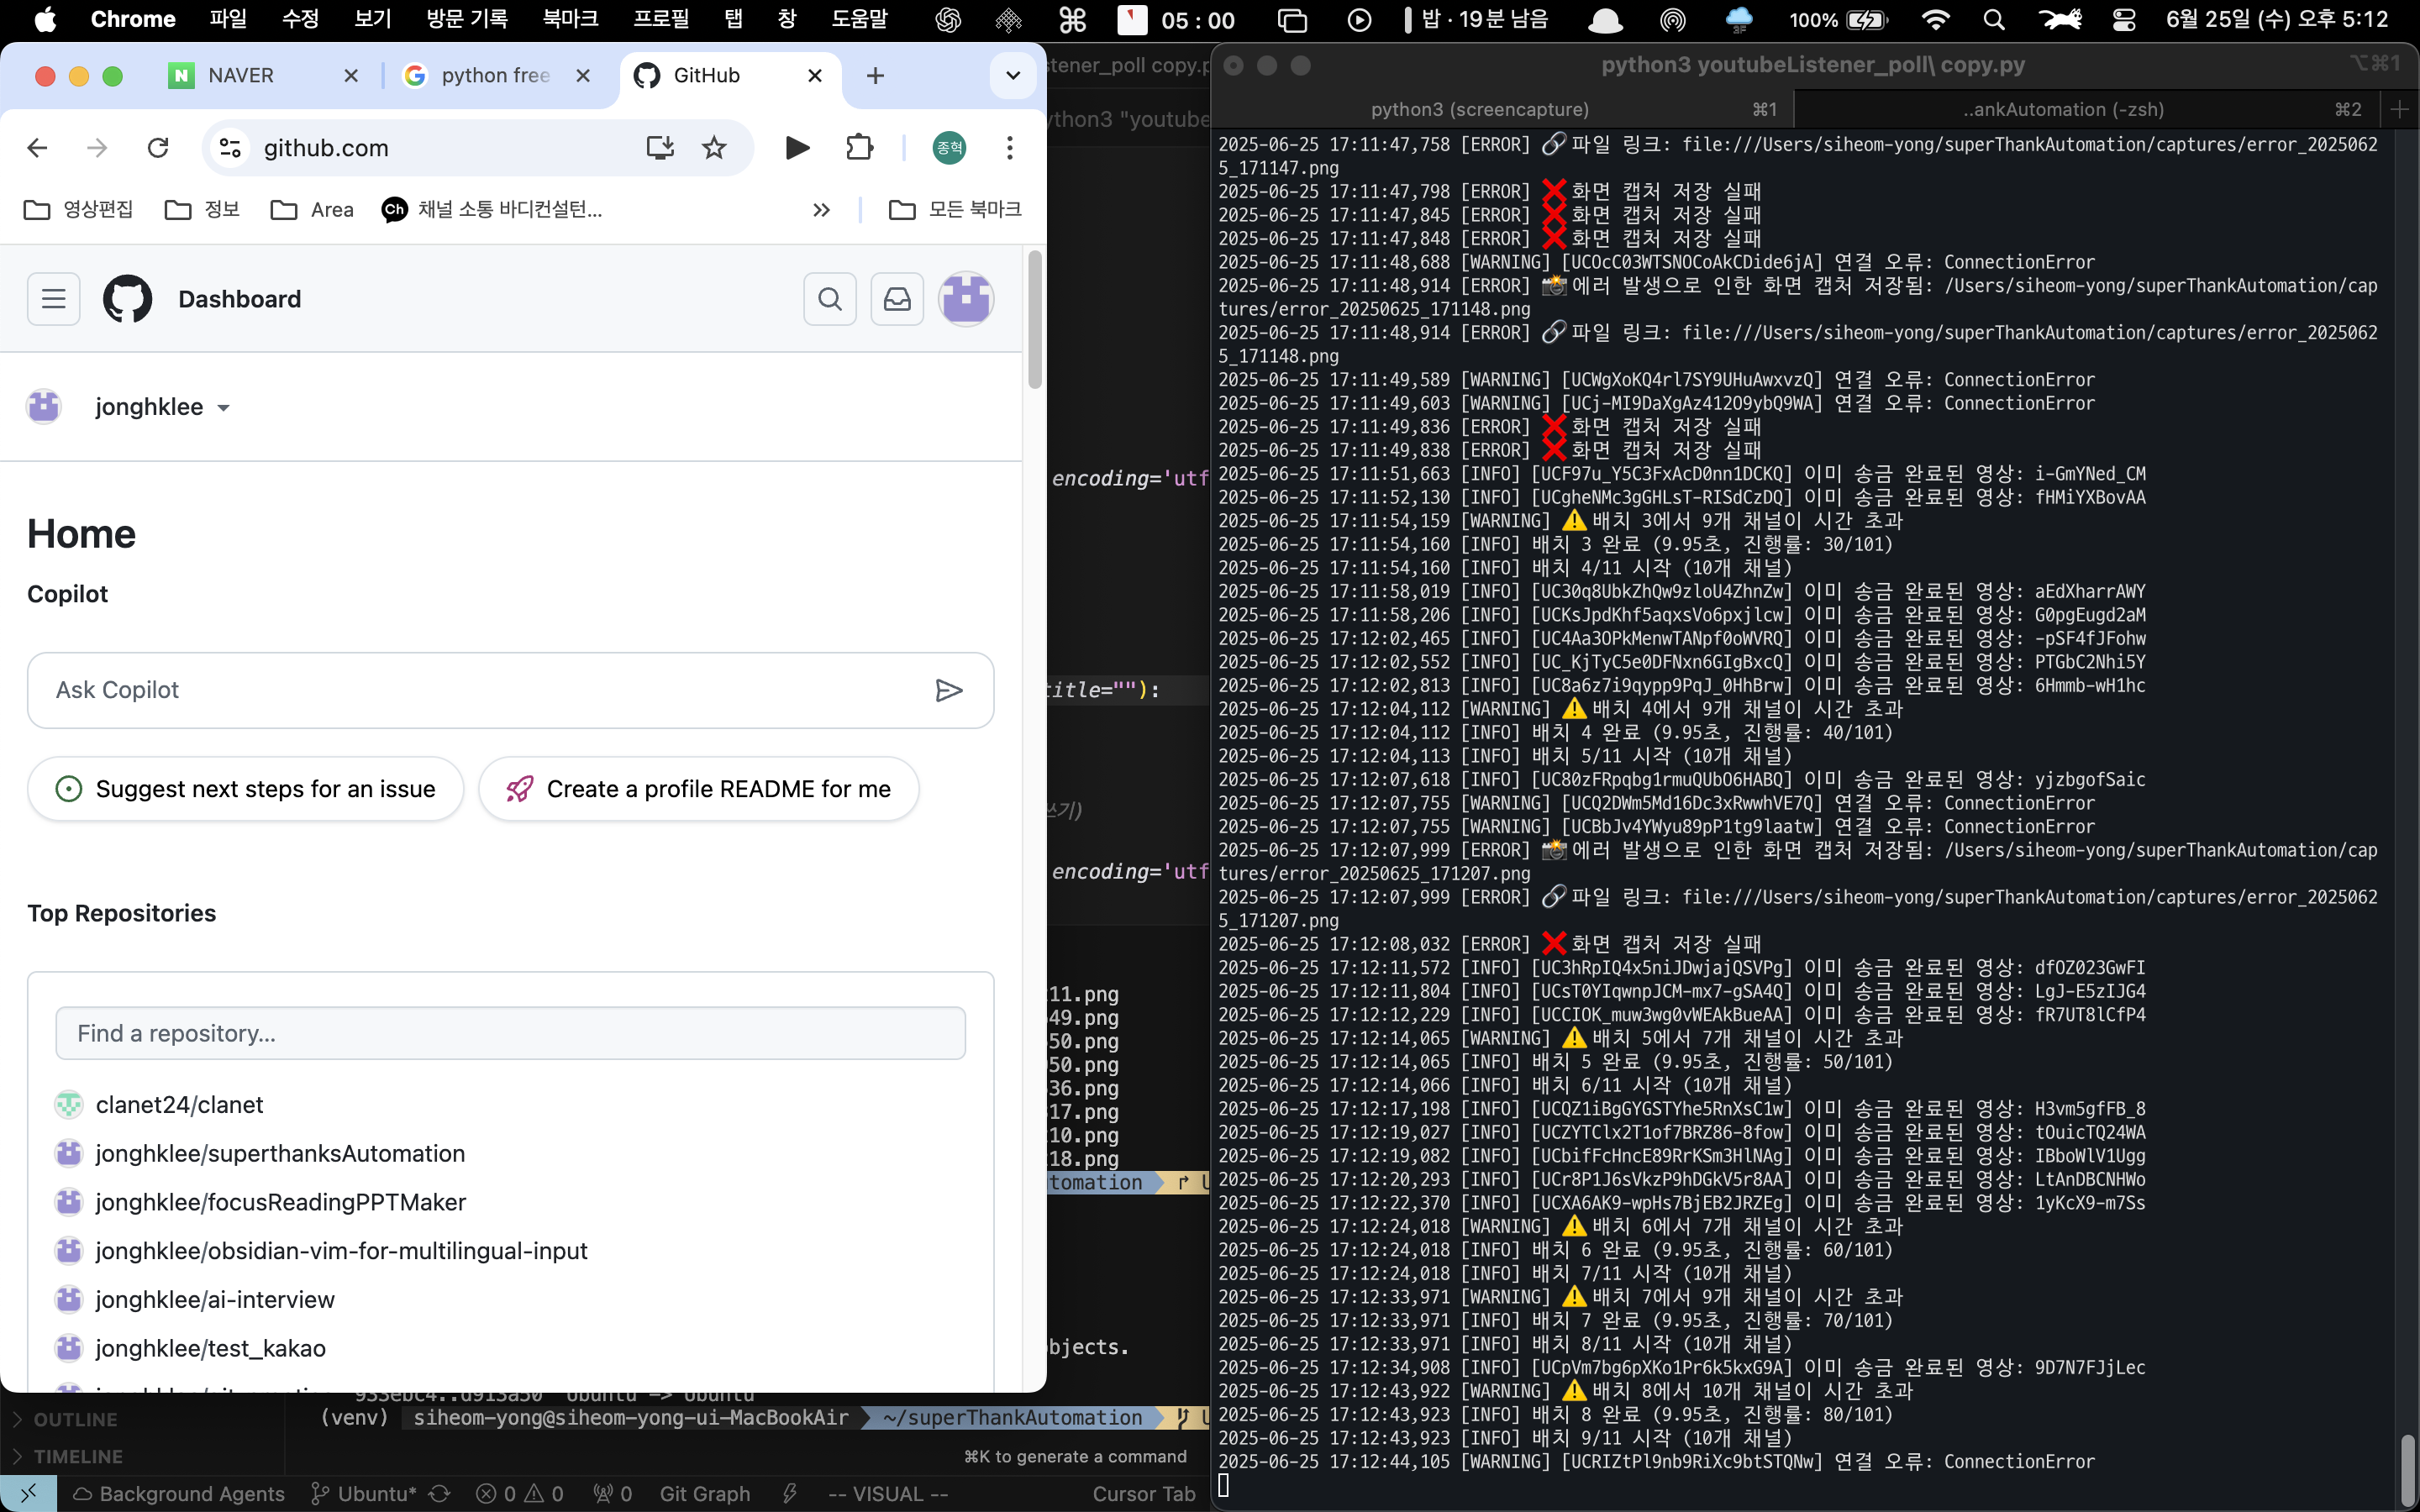 Chrome 파일 수정 보기 방문 기록 북마크 프로필 탭 창 도움말 05 : 00 밥 · 19분 남음 100% 6월 25일 (수) 오후 5:12
NAVER python free GitHub
github.com 종혁
영상편집 정보 Area Ch 채널 소통 바디컨설턴... 모든 북마크
Dashboard
jonghklee
Home
Copilot
Ask Copilot
Suggest next steps for an issue Create a profile README for me
Top Repositories
Find a repository...
clanet24/clanet
jonghklee/superthanksAutomation
jonghklee/focusReadingPPTMaker
jonghklee/obsidian-vim-for-multilingual-input
jonghklee/ai-interview
jonghklee/test_kakao
stener_poll copy.p
ython3 "youtube
encoding='utf
title=""):
쓰기)
encoding='utf
11.png
49.png
50.png
50.png
36.png
17.png
10.png
18.png
tomation
bjects.
(venv) siheom-yong@siheom-yong-ui-MacBookAir ~/superThankAutomation
OUTLINE
TIMELINE
⌘K to generate a command
Background Agents Ubuntu* 0 0 0 Git Graph -- VISUAL -- Cursor Tab
python3 youtubeListener_poll\ copy.py ⌥⌘1
python3 (screencapture) ⌘1 ..ankAutomation (-zsh) ⌘2
2025-06-25 17:11:47,758 [ERROR] 🔗 파일 링크: file:///Users/siheom-yong/superThankAutomation/captures/error_2025062
5_171147.png
2025-06-25 17:11:47,798 [ERROR] ❌ 화면 캡처 저장 실패
2025-06-25 17:11:47,845 [ERROR] ❌ 화면 캡처 저장 실패
2025-06-25 17:11:47,848 [ERROR] ❌ 화면 캡처 저장 실패
2025-06-25 17:11:48,688 [WARNING] [UCOcC03WTSNOCoAkCDide6jA] 연결 오류: ConnectionError
2025-06-25 17:11:48,914 [ERROR] 📸 에러 발생으로 인한 화면 캡처 저장됨: /Users/siheom-yong/superThankAutomation/cap
tures/error_20250625_171148.png
2025-06-25 17:11:48,914 [ERROR] 🔗 파일 링크: file:///Users/siheom-yong/superThankAutomation/captures/error_2025062
5_171148.png
2025-06-25 17:11:49,589 [WARNING] [UCWgXoKQ4rl7SY9UHuAwxvzQ] 연결 오류: ConnectionError
2025-06-25 17:11:49,603 [WARNING] [UCj-MI9DaXgAz412O9ybQ9WA] 연결 오류: ConnectionError
2025-06-25 17:11:49,836 [ERROR] ❌ 화면 캡처 저장 실패
2025-06-25 17:11:49,838 [ERROR] ❌ 화면 캡처 저장 실패
2025-06-25 17:11:51,663 [INFO] [UCF97u_Y5C3FxAcD0nn1DCKQ] 이미 송금 완료된 영상: i-GmYNed_CM
2025-06-25 17:11:52,130 [INFO] [UCgheNMc3gGHLsT-RISdCzDQ] 이미 송금 완료된 영상: fHMiYXBovAA
2025-06-25 17:11:54,159 [WARNING] ⚠️ 배치 3에서 9개 채널이 시간 초과
2025-06-25 17:11:54,160 [INFO] 배치 3 완료 (9.95초, 진행률: 30/101)
2025-06-25 17:11:54,160 [INFO] 배치 4/11 시작 (10개 채널)
2025-06-25 17:11:58,019 [INFO] [UC30q8UbkZhQw9zloU4ZhnZw] 이미 송금 완료된 영상: aEdXharrAWY
2025-06-25 17:11:58,206 [INFO] [UCKsJpdKhf5aqxsVo6pxjlcw] 이미 송금 완료된 영상: G0pgEugd2aM
2025-06-25 17:12:02,465 [INFO] [UC4Aa3OPkMenwTANpf0oWVRQ] 이미 송금 완료된 영상: -pSF4fJFohw
2025-06-25 17:12:02,552 [INFO] [UC_KjTyC5e0DFNxn6GIgBxcQ] 이미 송금 완료된 영상: PTGbC2Nhi5Y
2025-06-25 17:12:02,813 [INFO] [UC8a6z7i9qypp9PqJ_0HhBrw] 이미 송금 완료된 영상: 6Hmmb-wH1hc
2025-06-25 17:12:04,112 [WARNING] ⚠️ 배치 4에서 9개 채널이 시간 초과
2025-06-25 17:12:04,112 [INFO] 배치 4 완료 (9.95초, 진행률: 40/101)
2025-06-25 17:12:04,113 [INFO] 배치 5/11 시작 (10개 채널)
2025-06-25 17:12:07,618 [INFO] [UC80zFRpqbg1rmuQUbO6HABQ] 이미 송금 완료된 영상: yjzbgofSaic
2025-06-25 17:12:07,755 [WARNING] [UCQ2DWm5Md16Dc3xRwwhVE7Q] 연결 오류: ConnectionError
2025-06-25 17:12:07,755 [WARNING] [UCBbJv4YWyu89pP1tg9laatw] 연결 오류: ConnectionError
2025-06-25 17:12:07,999 [ERROR] 📸 에러 발생으로 인한 화면 캡처 저장됨: /Users/siheom-yong/superThankAutomation/cap
tures/error_20250625_171207.png
2025-06-25 17:12:07,999 [ERROR] 🔗 파일 링크: file:///Users/siheom-yong/superThankAutomation/captures/error_2025062
5_171207.png
2025-06-25 17:12:08,032 [ERROR] ❌ 화면 캡처 저장 실패
2025-06-25 17:12:11,572 [INFO] [UC3hRpIQ4x5niJDwjajQSVPg] 이미 송금 완료된 영상: dfOZ023GwFI
2025-06-25 17:12:11,804 [INFO] [UCsT0YIqwnpJCM-mx7-gSA4Q] 이미 송금 완료된 영상: LgJ-E5zIJG4
2025-06-25 17:12:12,229 [INFO] [UCCIOK_muw3wg0vWEAkBueAA] 이미 송금 완료된 영상: fR7UT8lCfP4
2025-06-25 17:12:14,065 [WARNING] ⚠️ 배치 5에서 7개 채널이 시간 초과
2025-06-25 17:12:14,065 [INFO] 배치 5 완료 (9.95초, 진행률: 50/101)
2025-06-25 17:12:14,066 [INFO] 배치 6/11 시작 (10개 채널)
2025-06-25 17:12:17,198 [INFO] [UCQZ1iBgGYGSTYhe5RnXsC1w] 이미 송금 완료된 영상: H3vm5gfFB_8
2025-06-25 17:12:19,027 [INFO] [UCZYTClx2T1of7BRZ86-8fow] 이미 송금 완료된 영상: tOuicTQ24WA
2025-06-25 17:12:19,082 [INFO] [UCbifFcHncE89RrKSm3HlNAg] 이미 송금 완료된 영상: IBboWlV1Ugg
2025-06-25 17:12:20,293 [INFO] [UCr8P1J6sVkzP9hDGkV5r8AA] 이미 송금 완료된 영상: LtAnDBCNHWo
2025-06-25 17:12:22,370 [INFO] [UCXA6AK9-wpHs7BjEB2JRZEg] 이미 송금 완료된 영상: 1yKcX9-m7Ss
2025-06-25 17:12:24,018 [WARNING] ⚠️ 배치 6에서 7개 채널이 시간 초과
2025-06-25 17:12:24,018 [INFO] 배치 6 완료 (9.95초, 진행률: 60/101)
2025-06-25 17:12:24,018 [INFO] 배치 7/11 시작 (10개 채널)
2025-06-25 17:12:33,971 [WARNING] ⚠️ 배치 7에서 9개 채널이 시간 초과
2025-06-25 17:12:33,971 [INFO] 배치 7 완료 (9.95초, 진행률: 70/101)
2025-06-25 17:12:33,971 [INFO] 배치 8/11 시작 (10개 채널)
2025-06-25 17:12:34,908 [INFO] [UCpVm7bg6pXKo1Pr6k5kxG9A] 이미 송금 완료된 영상: 9D7N7FJjLec
2025-06-25 17:12:43,922 [WARNING] ⚠️ 배치 8에서 10개 채널이 시간 초과
2025-06-25 17:12:43,923 [INFO] 배치 8 완료 (9.95초, 진행률: 80/101)
2025-06-25 17:12:43,923 [INFO] 배치 9/11 시작 (10개 채널)
2025-06-25 17:12:44,105 [WARNING] [UCRIZtPl9nb9RiXc9btSTQNw] 연결 오류: ConnectionError